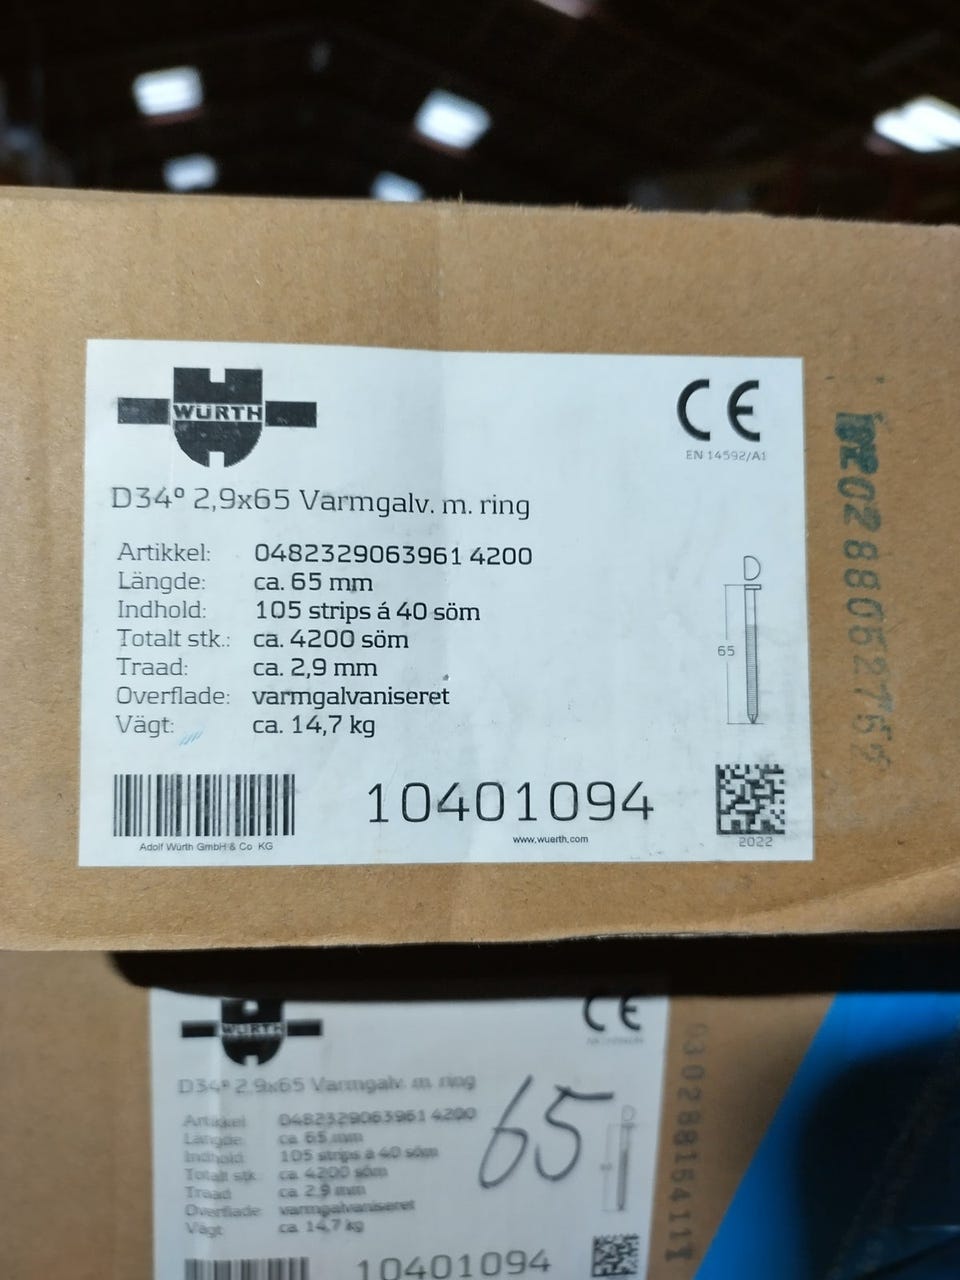 WÜRTH
CE
EN 14592/A1
D34º 2,9x65 Varmgalv. m. ring
Artikkel: 0482329063961 4200
Längde: ca. 65 mm
Indhold: 105 strips á 40 söm
Totalt stk.: ca. 4200 söm
Traad: ca. 2,9 mm
Overflade: varmgalvaniseret
Vägt: ca. 14,7 kg
65
Adolf Würth GmbH & Co KG
10401094
www.wuerth.com
2022
WÜRTH
CE
D34º 2,9x65 Varmgalv. m. ring
65
Artikkel: 0482329063961 4200
Längde: ca. 65 mm
Indhold: 105 strips á 40 söm
Totalt stk.: ca. 4200 söm
Traad: ca. 2,9 mm
Overflade: varmgalvaniseret
Vägt: ca. 14,7 kg
10401094